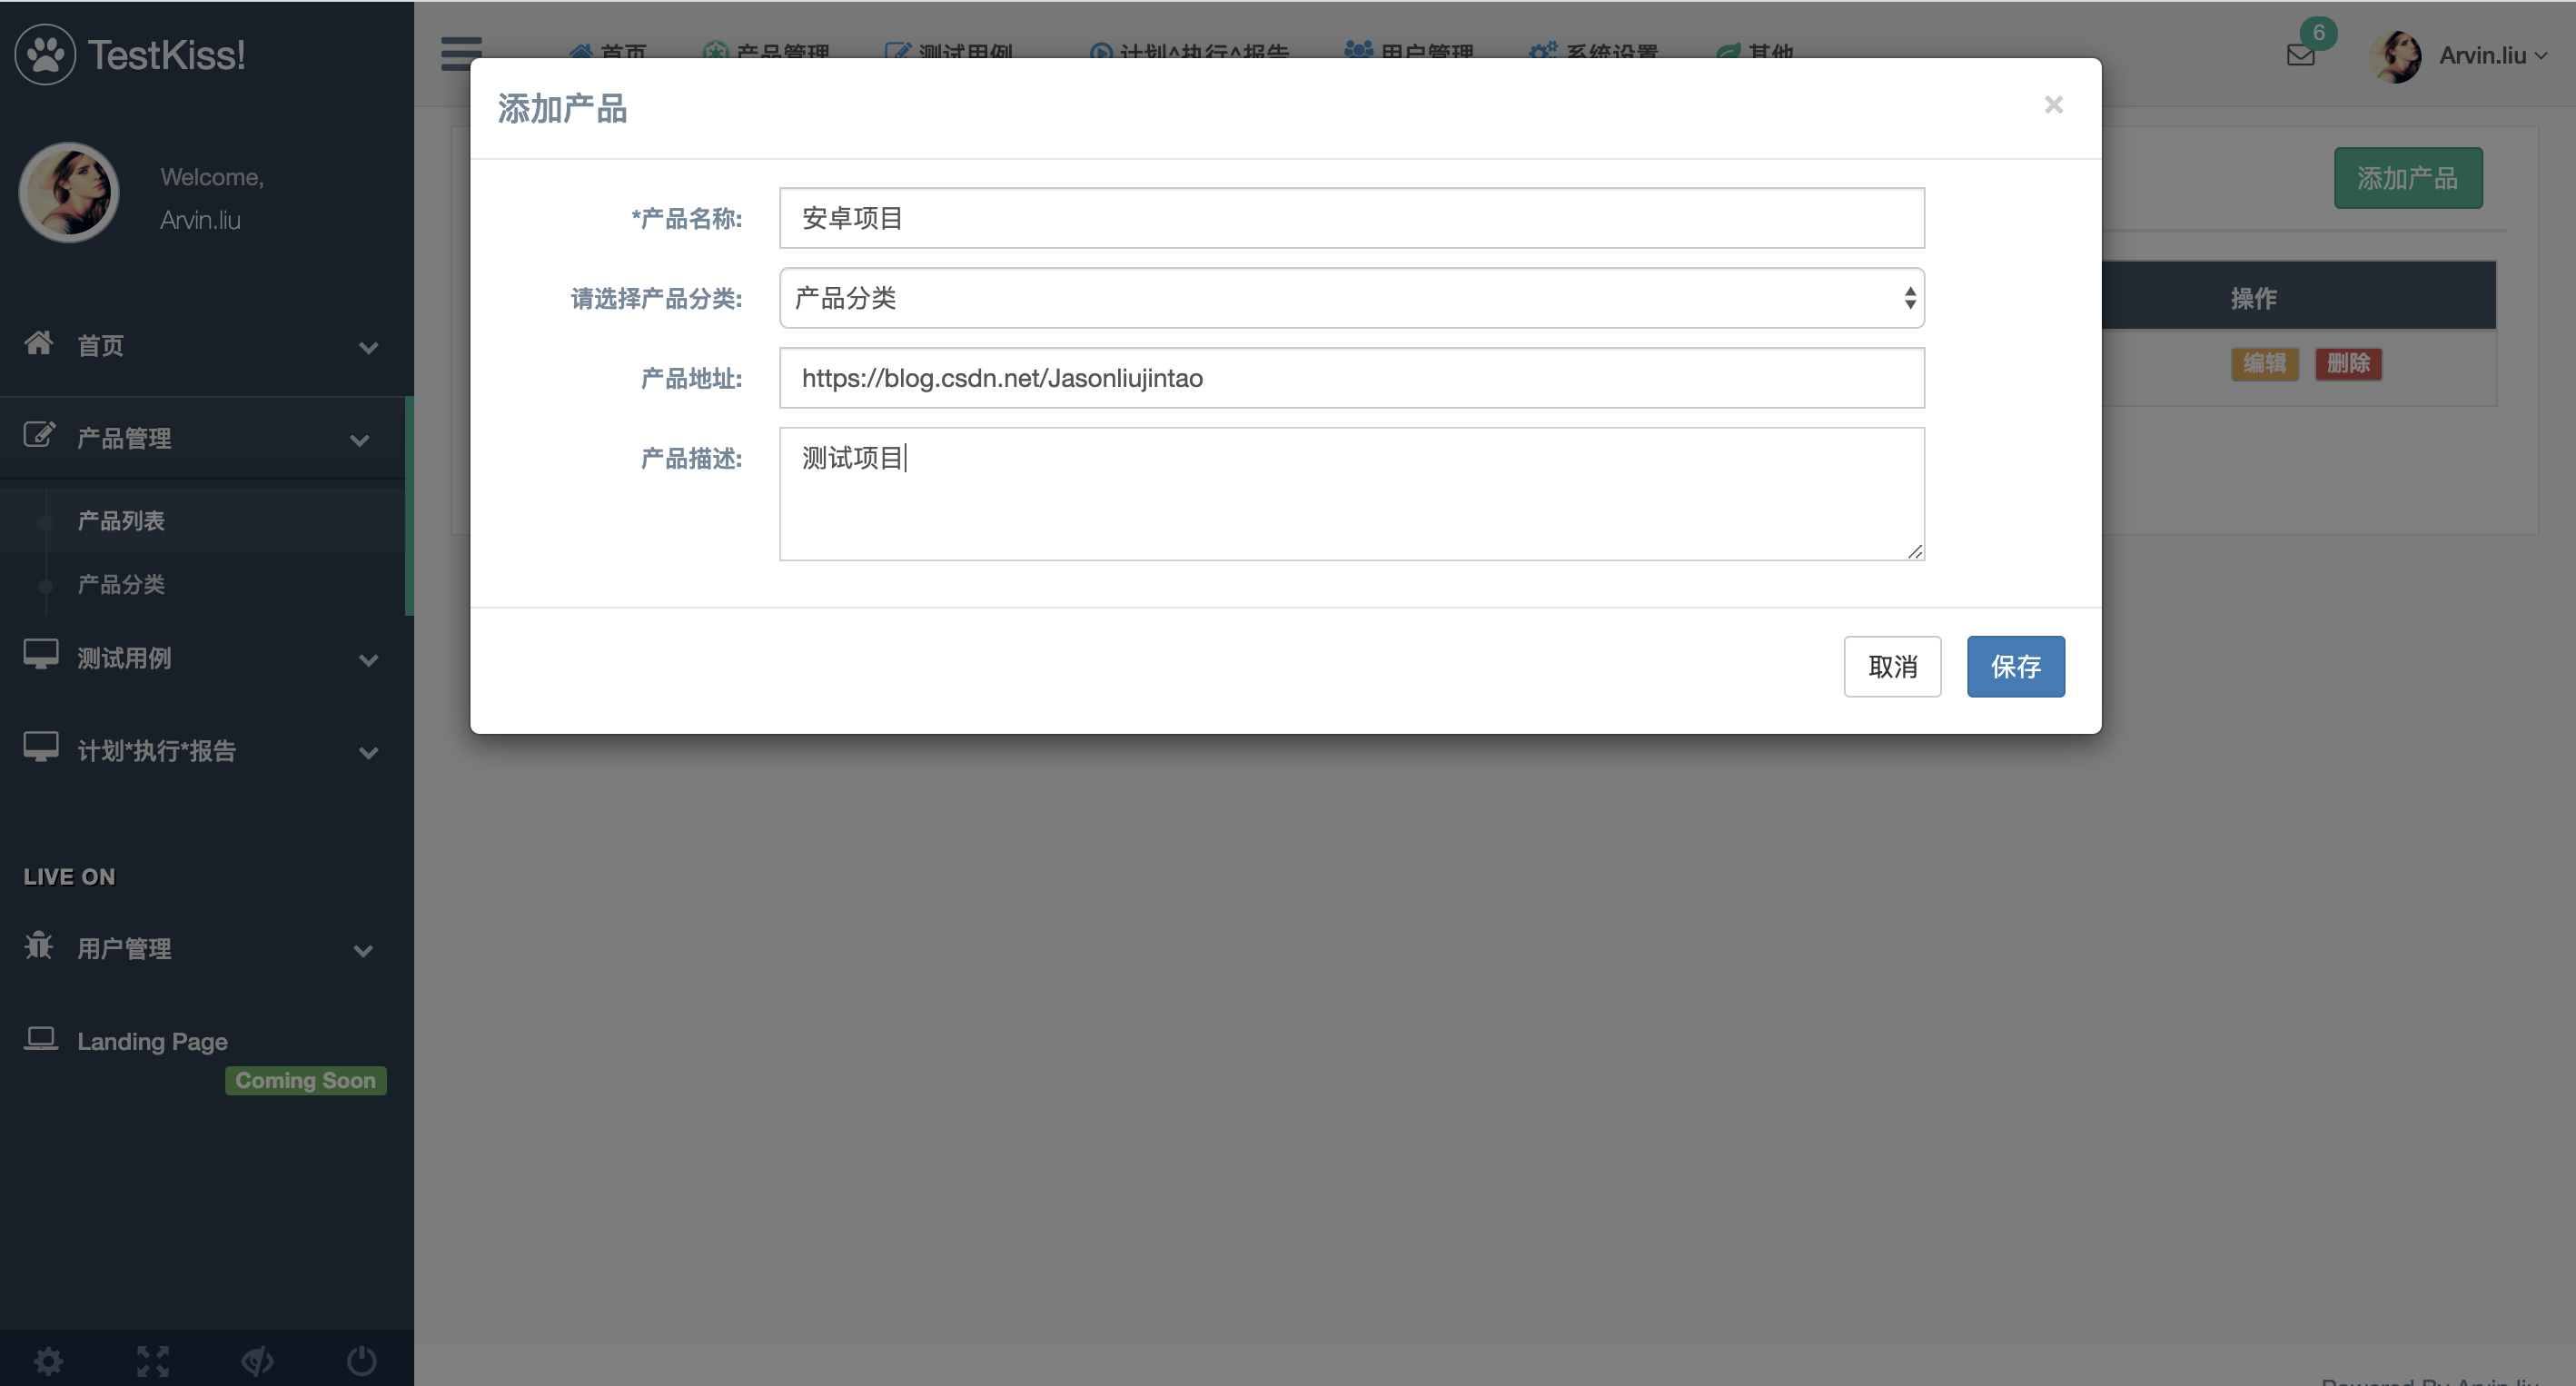 TestKiss!
Welcome,
Arvin.liu
首页
产品管理
产品列表
产品分类
测试用例
计划*执行*报告
LIVE ON
用户管理
Landing Page
Coming Soon
首页 产品管理 测试用例 计划^执行^报告 用户管理 系统设置 其他
6
Arvin.liu
添加产品
×
*产品名称: 安卓项目
请选择产品分类: 产品分类
产品地址: https://blog.csdn.net/Jasonliujintao
产品描述: 测试项目
取消 保存
添加产品
操作
编辑 删除
Powered By Arvin.liu